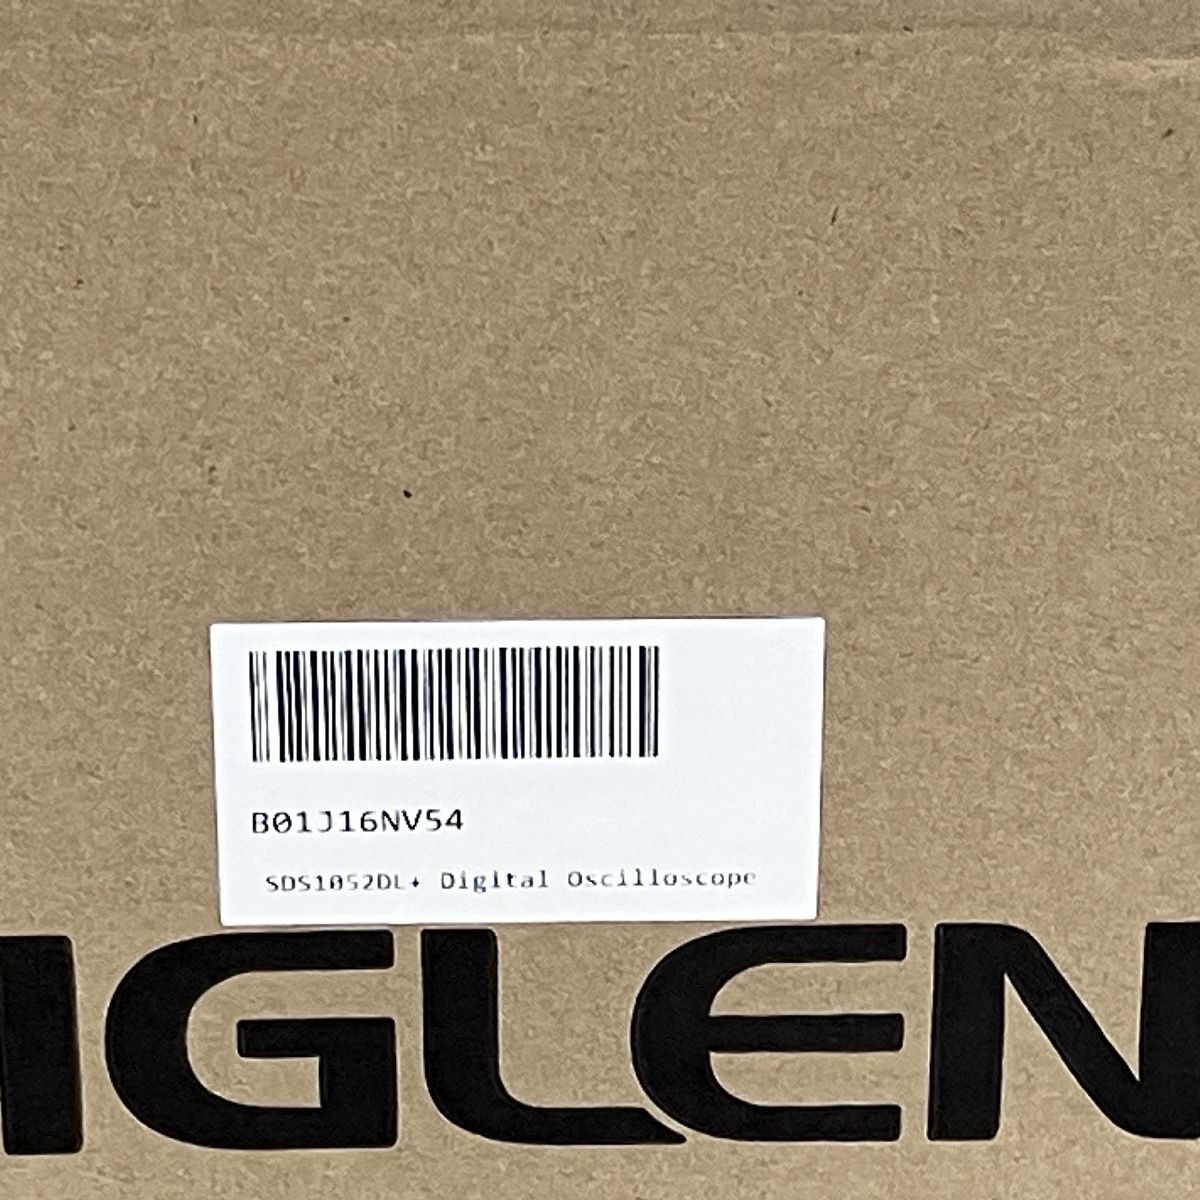 B01J16NV54
SDS1052DL+ Digital Oscilloscope
IGLEN